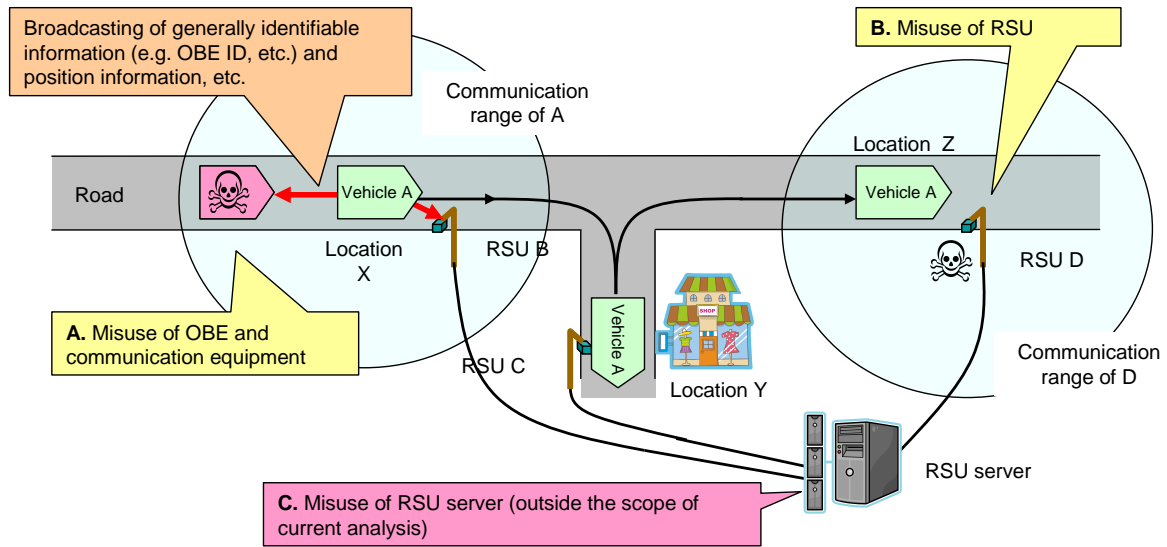 Broadcasting of generally identifiable
information (e.g. OBE ID, etc.) and
position information, etc.
B. Misuse of RSU
Communication
range of A
Location Z
Road
Vehicle A
Vehicle A
Location
X
RSU B
RSU D
SHOP
A. Misuse of OBE and
communication equipment
Vehicle A
RSU C
Location Y
Communication
range of D
RSU server
C. Misuse of RSU server (outside the scope of
current analysis)